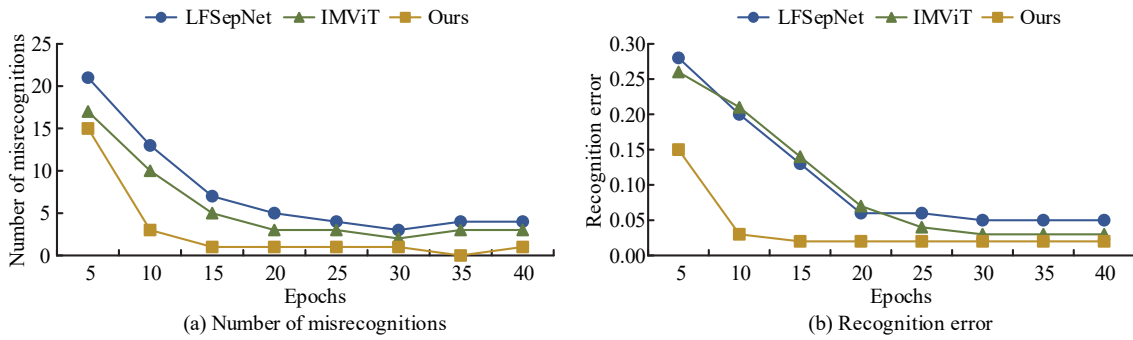 LFSepNet IMViT Ours
Number of misrecognitions
25
20
15
10
5
0
5 10 15 20 25 30 35 40
Epochs
(a) Number of misrecognitions
LFSepNet IMViT Ours
Recognition error
0.30
0.25
0.20
0.15
0.10
0.05
0.00
5 10 15 20 25 30 35 40
Epochs
(b) Recognition error